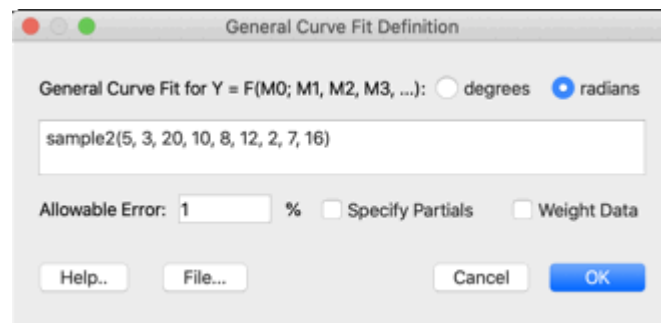 General Curve Fit Definition
General Curve Fit for Y = F(M0; M1, M2, M3, ...): degrees radians
sample2(5, 3, 20, 10, 8, 12, 2, 7, 16)
Allowable Error: 1 % Specify Partials Weight Data
Help.. File... Cancel OK